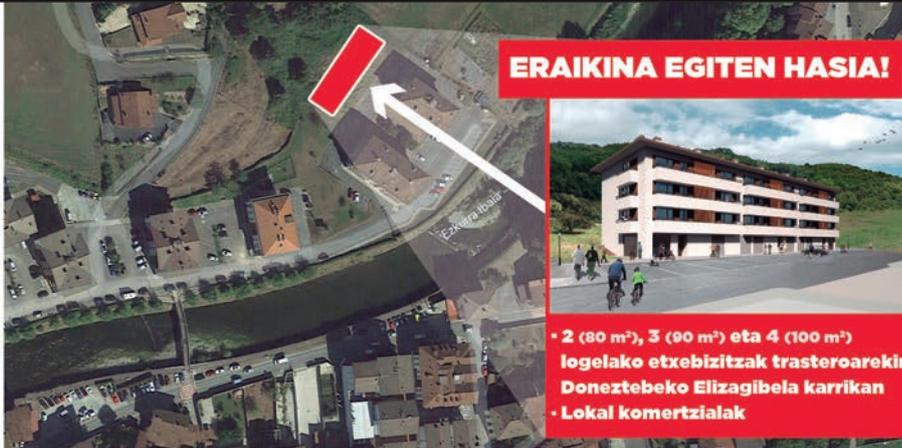 ERAIKINA EGITEN HASIA!
Ezkurra Ibaia
• 2 (80 m²), 3 (90 m²) eta 4 (100 m²)
logelako etxebizitzak trasteroarekin
Doneztebeko Elizagibela karrikan
• Lokal komertzialak